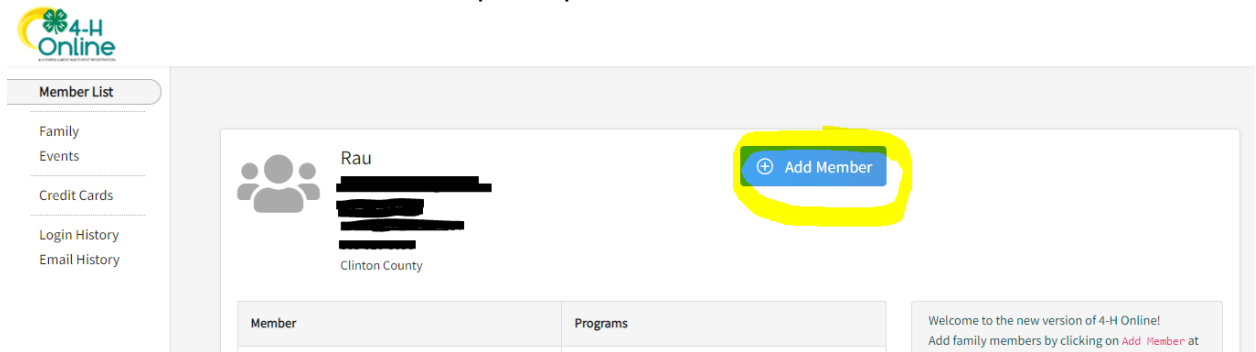 4-H
Online
Member List
Family
Events
Credit Cards
Login History
Email History
Rau
Add Member
Clinton County
Member
Programs
Welcome to the new version of 4-H Online!
Add family members by clicking on Add Member at